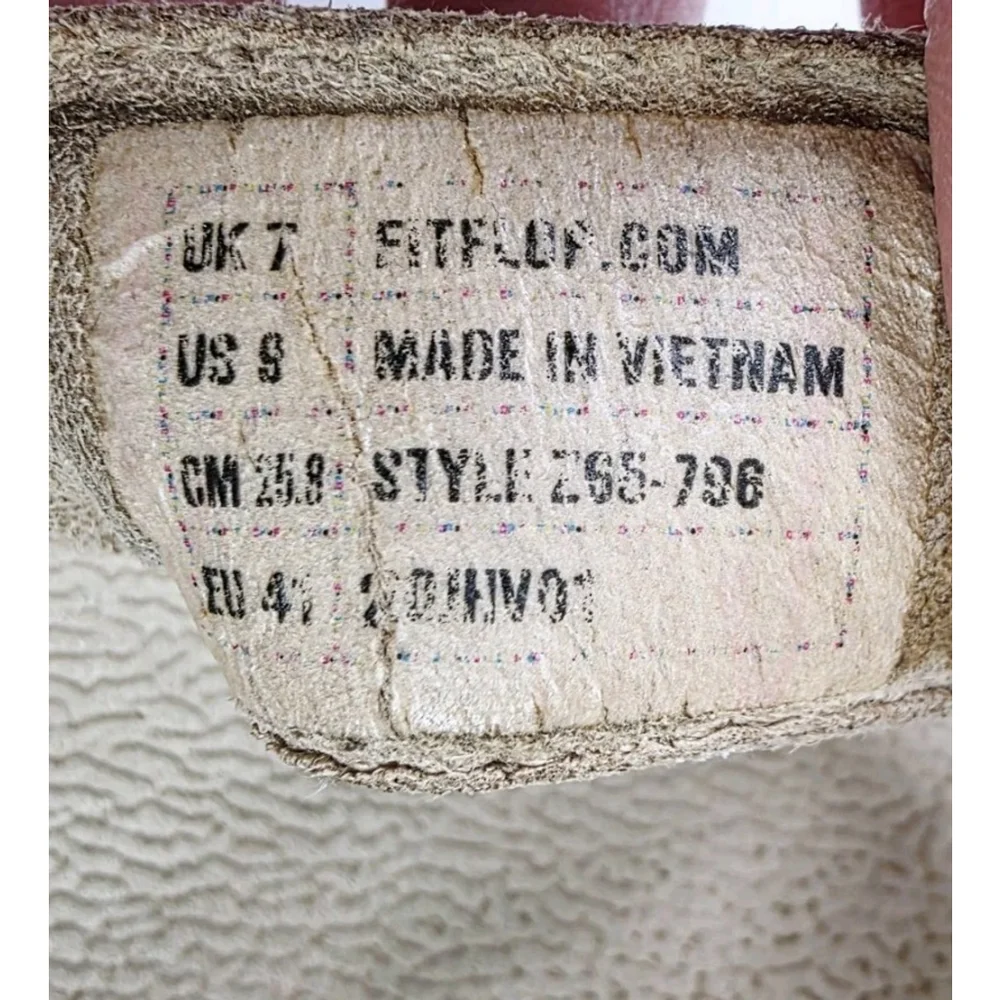 UK 7 FITFLOP.COM
US 9 MADE IN VIETNAM
CM 25.8 STYLE Z65-796
EU 41